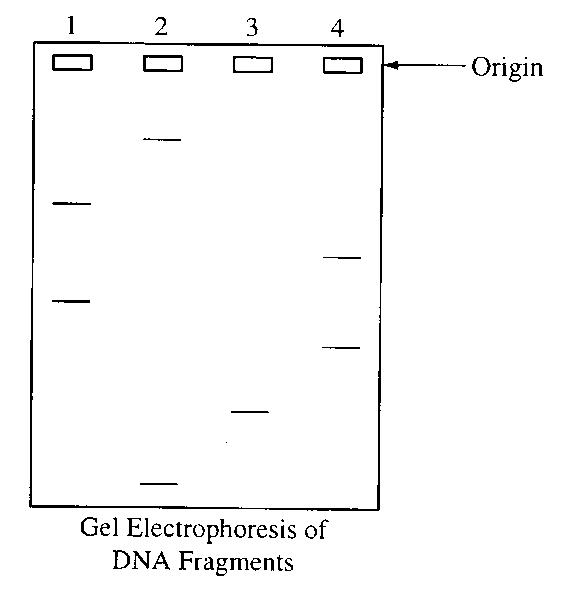 1 2 3 4
Origin
Gel Electrophoresis of
DNA Fragments